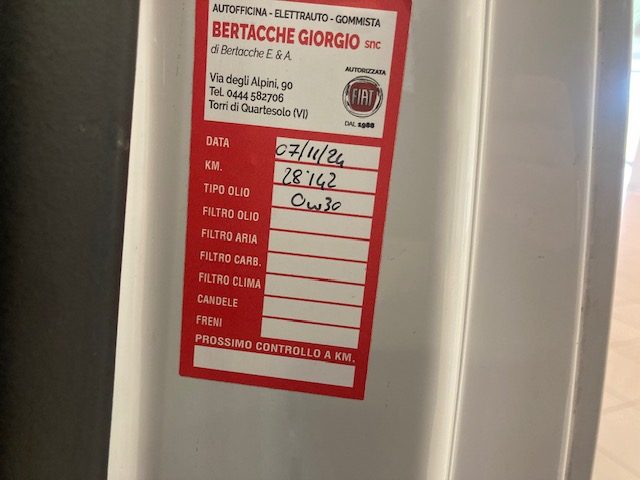 AUTOFFICINA - ELETTRAUTO - GOMMISTA
BERTACCHE GIORGIO snc
di Bertacche E. & A.
Via degli Alpini, 90
Tel. 0444 582706
Torri di Quartesolo (VI)
AUTORIZZATA
FIAT
DAL 1988
DATA 07/11/24
KM. 28'142
TIPO OLIO 0w30
FILTRO OLIO
FILTRO ARIA
FILTRO CARB.
FILTRO CLIMA
CANDELE
FRENI
PROSSIMO CONTROLLO A KM.